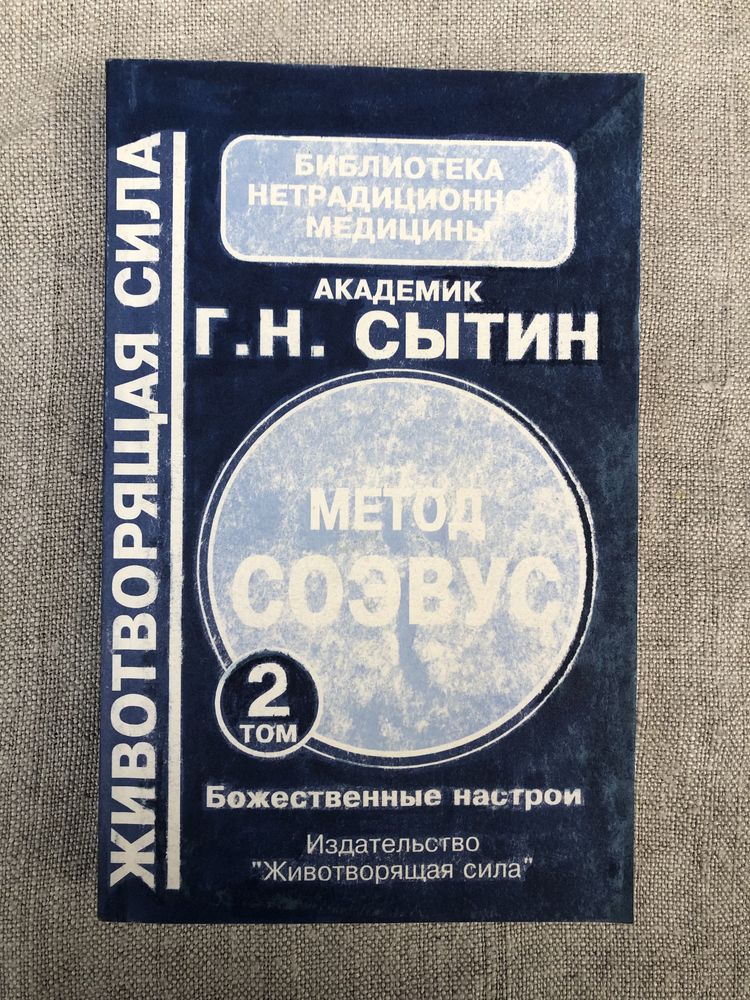 ЖИВОТВОРЯЩАЯ СИЛА
БИБЛИОТЕКА
НЕТРАДИЦИОННОЙ
МЕДИЦИНЫ
АКАДЕМИК
Г.Н. СЫТИН
МЕТОД
СОЭВУС
2
ТОМ
Божественные настрои
Издательство
"Животворящая сила"